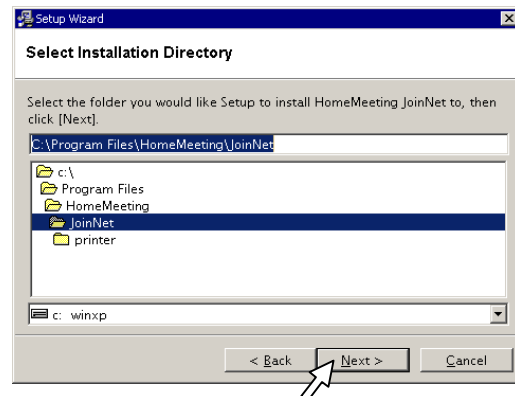 Setup Wizard
Select Installation Directory
Select the folder you would like Setup to install HomeMeeting JoinNet to, then
click [Next].
C:\Program Files\HomeMeeting\JoinNet
c:\
Program Files
HomeMeeting
JoinNet
printer
c: winxp
< Back
Next >
Cancel